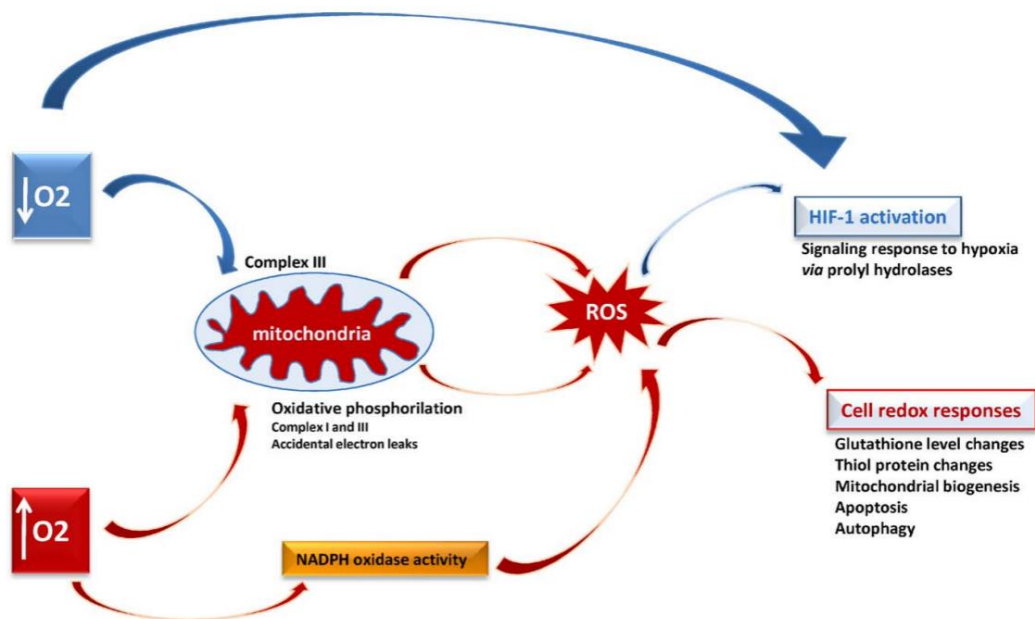 ↓O2
Complex III
mitochondria
Oxidative phosphorilation
Complex I and III
Accidental electron leaks
↑O2
NADPH oxidase activity
ROS
HIF-1 activation
Signaling response to hypoxia
via prolyl hydrolases
Cell redox responses
Glutathione level changes
Thiol protein changes
Mitochondrial biogenesis
Apoptosis
Autophagy